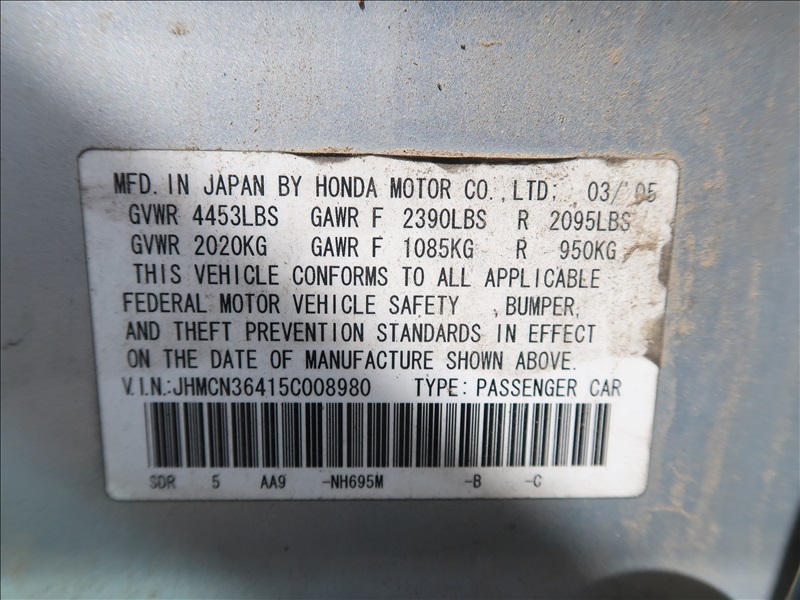 MFD. IN JAPAN BY HONDA MOTOR CO.,LTD. 03/'05
GVWR 4453LBS GAWR F 2390LBS R 2095LBS
GVWR 2020KG GAWR F 1085KG R 950KG
THIS VEHICLE CONFORMS TO ALL APPLICABLE
FEDERAL MOTOR VEHICLE SAFETY , BUMPER,
AND THEFT PREVENTION STANDARDS IN EFFECT
ON THE DATE OF MANUFACTURE SHOWN ABOVE.
V.I.N.:JHMCN36415C008980 TYPE: PASSENGER CAR
SDR 5 AA9 -NH695M -B -C